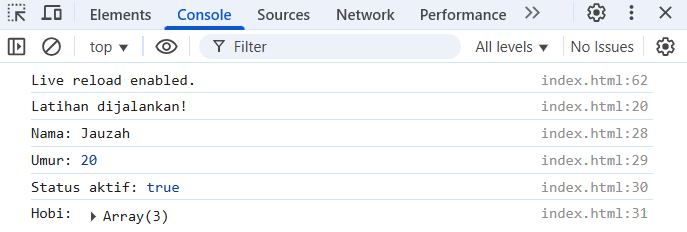 Elements Console Sources Network Performance
top Filter All levels No Issues
Live reload enabled. index.html:62
Latihan dijalankan! index.html:20
Nama: Jauzah index.html:28
Umur: 20 index.html:29
Status aktif: true index.html:30
Hobi: Array(3) index.html:31